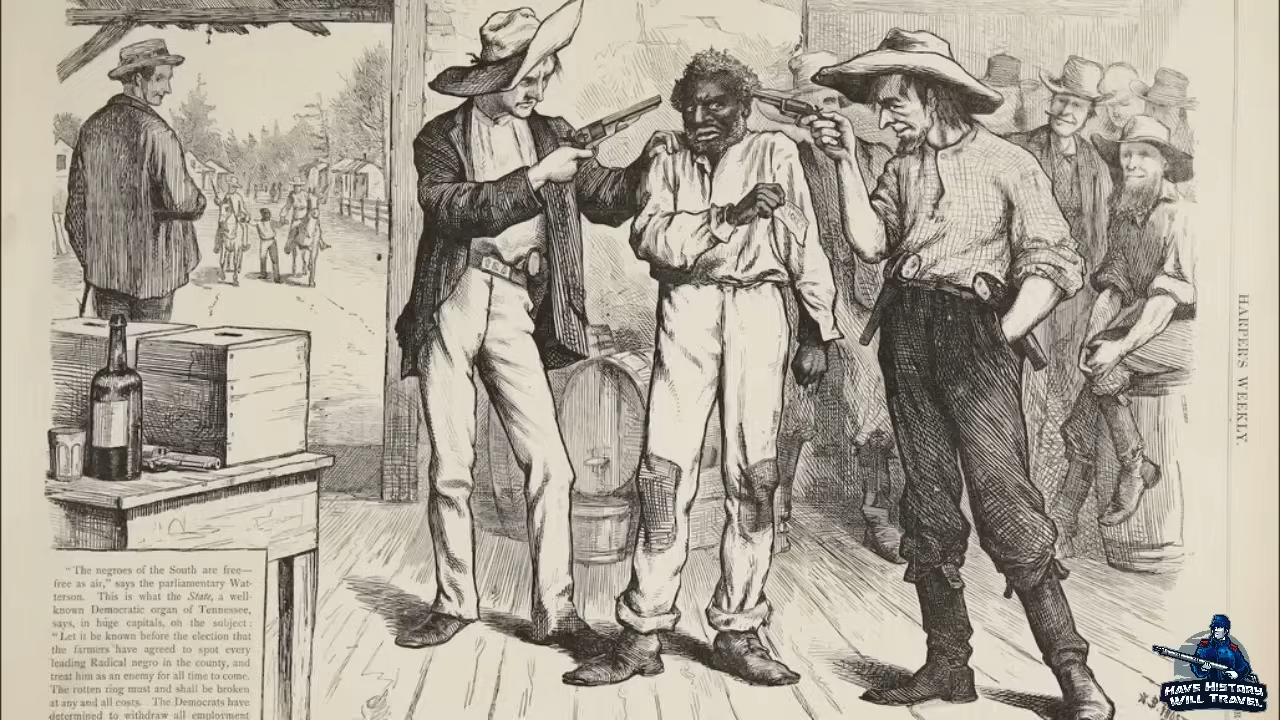 "The negroes of the South are free—
free as air," says the parliamentary Wat-
terson. This is what the State, a well-
known Democratic organ of Tennessee,
says, in huge capitals, on the subject:
"Let it be known before the election that
the farmers have agreed to spot every
leading Radical negro in the county, and
treat him as an enemy for all time to come.
The rotten ring must and shall be broken
at any and all costs. The Democrats have
determined to withdraw all employment
HARPER'S WEEKLY.
HAVE HISTORY
WILL TRAVEL